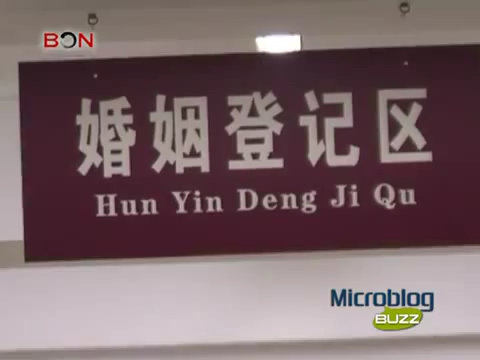 BON
婚姻登记区
Hun Yin Deng Ji Qu
Microblog
BUZZ